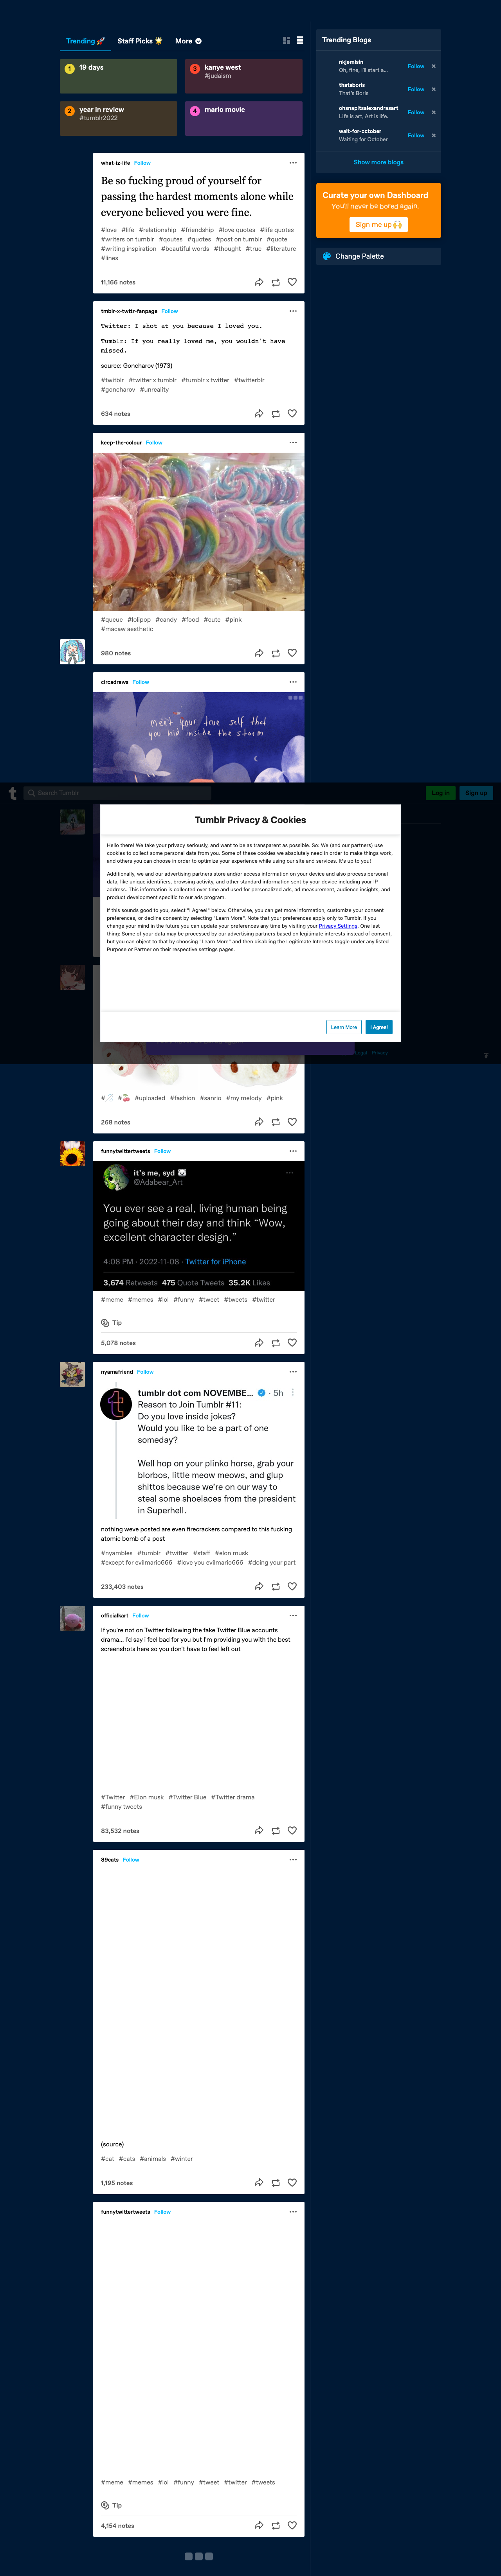 Trending 🚀
Staff Picks 🌟
More
1 19 days
3 kanye west
#judaism
2 year in review
#tumblr2022
4 mario movie
Trending Blogs
nkjemisin
Oh, fine, I'll start a...
Follow
thatsboris
That's Boris
Follow
ohanapitsalexandrasart
Life is art, Art is life.
Follow
wait-for-october
Waiting for October
Follow
Show more blogs
Curate your own Dashboard
You'll never be bored again.
Sign me up
Change Palette
what-iz-life Follow
Be so fucking proud of yourself for
passing the hardest moments alone while
everyone believed you were fine.
#love #life #relationship #friendship #love quotes #life quotes
#writers on tumblr #qoutes #quotes #post on tumblr #quote
#writing inspiration #beautiful words #thought #true #literature
#lines
11,166 notes
tmblr-x-twttr-fanpage Follow
Twitter: I shot at you because I loved you.
Tumblr: If you really loved me, you wouldn't have
missed.
source: Goncharov (1973)
#twitblr #twitter x tumblr #tumblr x twitter #twitterblr
#goncharov #unreality
634 notes
keep-the-colour Follow
#queue #lolipop #candy #food #cute #pink
#macaw aesthetic
980 notes
circadraws Follow
meet your true self that
you hid inside the storm
Search Tumblr
Log in
Sign up
Tumblr Privacy & Cookies
Hello there! We take your privacy seriously, and want to be as transparent as possible. So: We (and our partners) use
cookies to collect some personal data from you. Some of these cookies we absolutely need in order to make things work,
and others you can choose in order to optimize your experience while using our site and services. It's up to you!
Additionally, we and our advertising partners store and/or access information on your device and also process personal
data, like unique identifiers, browsing activity, and other standard information sent by your device including your IP
address. This information is collected over time and used for personalized ads, ad measurement, audience insights, and
product development specific to our ads program.
If this sounds good to you, select "I Agree!" below. Otherwise, you can get more information, customize your consent
preferences, or decline consent by selecting "Learn More". Note that your preferences apply only to Tumblr. If you
change your mind in the future you can update your preferences any time by visiting your Privacy Settings. One last
thing: Some of your data may be processed by our advertising partners based on legitimate interests instead of consent,
but you can object to that by choosing "Learn More" and then disabling the Legitimate Interests toggle under any listed
Purpose or Partner on their respective settings pages.
Learn More
I Agree!
Legal Privacy
#🦷 #🍒 #uploaded #fashion #sanrio #my melody #pink
268 notes
funnytwittertweets Follow
it's me, syd
@Adabear_Art
You ever see a real, living human being
going about their day and think “Wow,
excellent character design.”
4:08 PM · 2022-11-08 · Twitter for iPhone
3,674 Retweets 475 Quote Tweets 35.2K Likes
#meme #memes #lol #funny #tweet #tweets #twitter
Tip
5,078 notes
nyamafriend Follow
tumblr dot com NOVEMBE... · 5h
Reason to Join Tumblr #11:
Do you love inside jokes?
Would you like to be a part of one
someday?
Well hop on your plinko horse, grab your
blorbos, little meow meows, and glup
shittos because we're on our way to
steal some shoelaces from the president
in Superhell.
nothing weve posted are even firecrackers compared to this fucking
atomic bomb of a post
#nyambles #tumblr #twitter #staff #elon musk
#except for evilmario666 #love you evilmario666 #doing your part
233,403 notes
officialkart Follow
If you're not on Twitter following the fake Twitter Blue accounts
drama... I'd say i feel bad for you but I'm providing you with the best
screenshots here so you don't have to feel left out
#Twitter #Elon musk #Twitter Blue #Twitter drama
#funny tweets
83,532 notes
89cats Follow
(source)
#cat #cats #animals #winter
1,195 notes
funnytwittertweets Follow
#meme #memes #lol #funny #tweet #twitter #tweets
Tip
4,154 notes